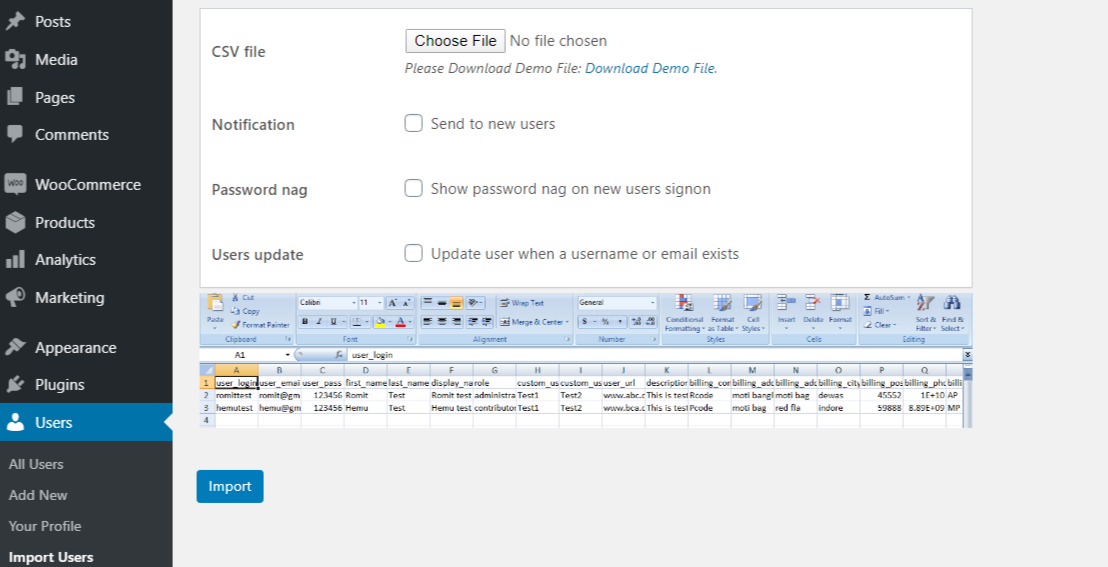 Posts
Media
Pages
Comments
WooCommerce
Products
Analytics
Marketing
Appearance
Plugins
Users
All Users
Add New
Your Profile
Import Users
CSV file
Choose File No file chosen
Please Download Demo File: Download Demo File.
Notification
Send to new users
Password nag
Show password nag on new users signon
Users update
Update user when a username or email exists
Cut
Copy
Paste
Format Painter
Clipboard
Calibri 11
B I U
Font
Wrap Text
Merge & Center
Alignment
General
$ % ,
Number
Conditional Formatting
Format as Table
Cell Styles
Styles
Insert Delete Format
Cells
Σ AutoSum
Fill
Clear
Sort & Filter
Find & Select
Editing
A1 fx user_login
A B C D E F G H I J K L M N O P Q
1 user_login user_emai user_pass first_name last_name display_na role custom_us custom_us user_url description billing_cor billing_add billing_add billing_city billing_pos billing_pho billi
2 romittest romit@gm 123456 Romit Test Romit test administra Test1 Test2 www.abc.c This is test Rcode moti bangl moti bag dewas 45552 1E+10 AP
3 hemutest hemu@gm 123456 Hemu Test Hemu test contributor Test1 Test2 www.bca.c This is test Pcode moti bag red fla indore 59888 8.89E+09 MP
4
Import